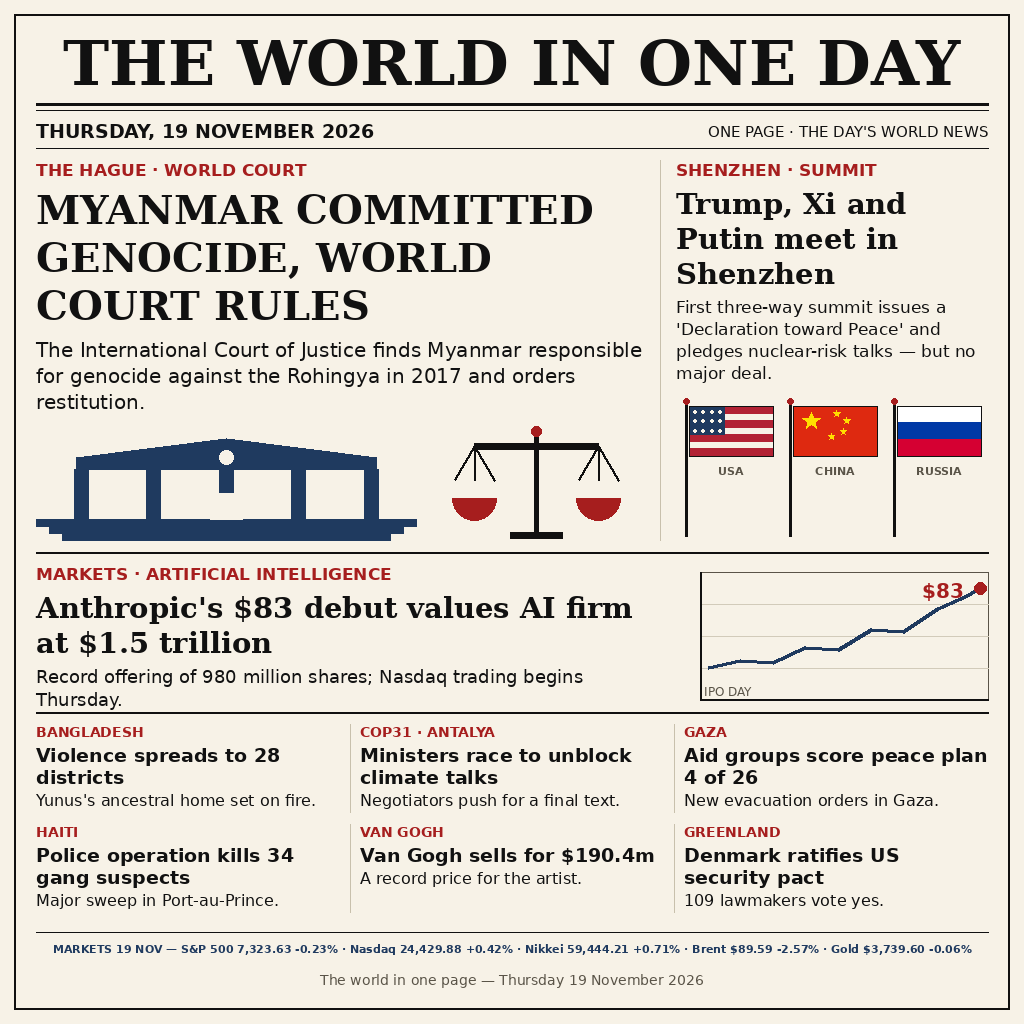 THE WORLD IN ONE DAY
THURSDAY, 19 NOVEMBER 2026
ONE PAGE · THE DAY'S WORLD NEWS
THE HAGUE · WORLD COURT
MYANMAR COMMITTED
GENOCIDE, WORLD
COURT RULES
The International Court of Justice finds Myanmar responsible
for genocide against the Rohingya in 2017 and orders
restitution.
SHENZHEN · SUMMIT
Trump, Xi and
Putin meet in
Shenzhen
First three-way summit issues a
'Declaration toward Peace' and
pledges nuclear-risk talks — but no
major deal.
USA
CHINA
RUSSIA
MARKETS · ARTIFICIAL INTELLIGENCE
Anthropic's $83 debut values AI firm
at $1.5 trillion
Record offering of 980 million shares; Nasdaq trading begins
Thursday.
$83
IPO DAY
BANGLADESH
Violence spreads to 28
districts
Yunus's ancestral home set on fire.
COP31 · ANTALYA
Ministers race to unblock
climate talks
Negotiators push for a final text.
GAZA
Aid groups score peace plan
4 of 26
New evacuation orders in Gaza.
HAITI
Police operation kills 34
gang suspects
Major sweep in Port-au-Prince.
VAN GOGH
Van Gogh sells for $190.4m
A record price for the artist.
GREENLAND
Denmark ratifies US
security pact
109 lawmakers vote yes.
MARKETS 19 NOV — S&P 500 7,323.63 -0.23% · Nasdaq 24,429.88 +0.42% · Nikkei 59,444.21 +0.71% · Brent $89.59 -2.57% · Gold $3,739.60 -0.06%
The world in one page — Thursday 19 November 2026